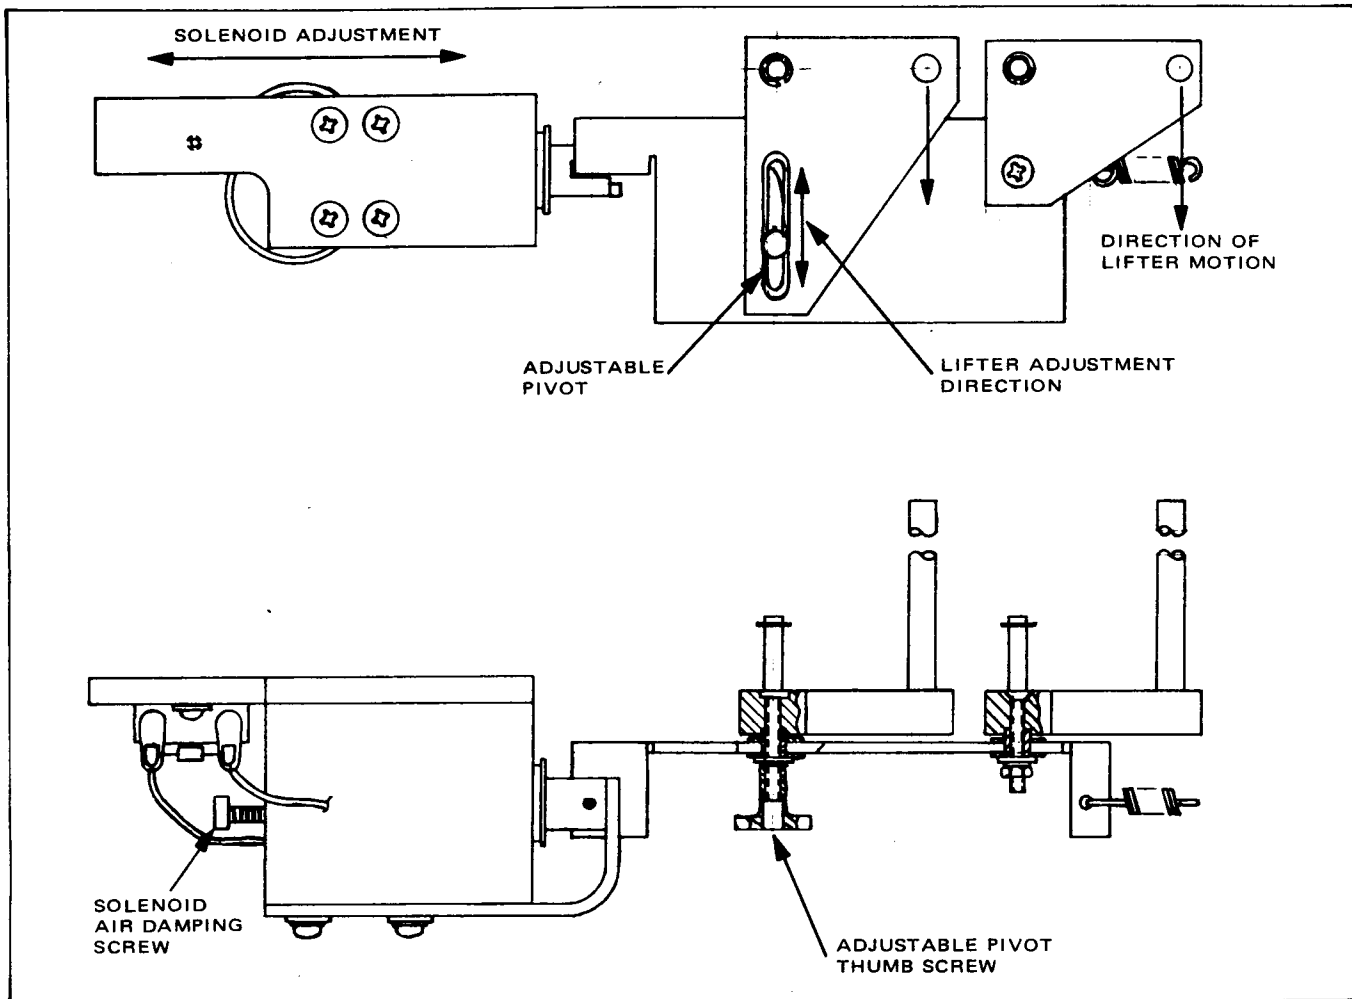 SOLENOID ADJUSTMENT
DIRECTION OF
LIFTER MOTION
ADJUSTABLE
PIVOT
LIFTER ADJUSTMENT
DIRECTION
SOLENOID
AIR DAMPING
SCREW
ADJUSTABLE PIVOT
THUMB SCREW